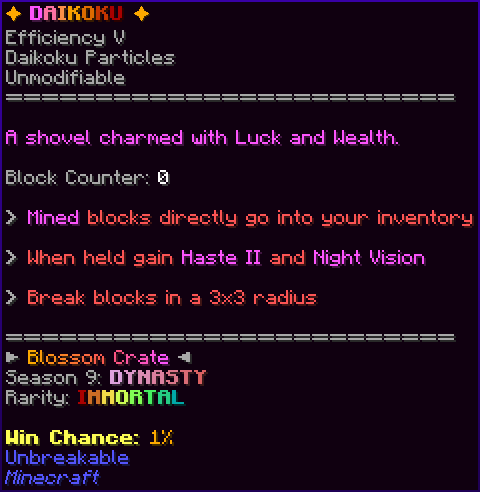 ✦ DAIKOKU ✦
Efficiency V
Daikoku Particles
Unmodifiable
============================
A shovel charmed with Luck and Wealth.
Block Counter: 0
> Mined blocks directly go into your inventory
> When held gain Haste II and Night Vision
> Break blocks in a 3x3 radius
============================
► Blossom Crate ◄
Season 9: DYNASTY
Rarity: IMMORTAL
Win Chance: 1%
Unbreakable
Minecraft